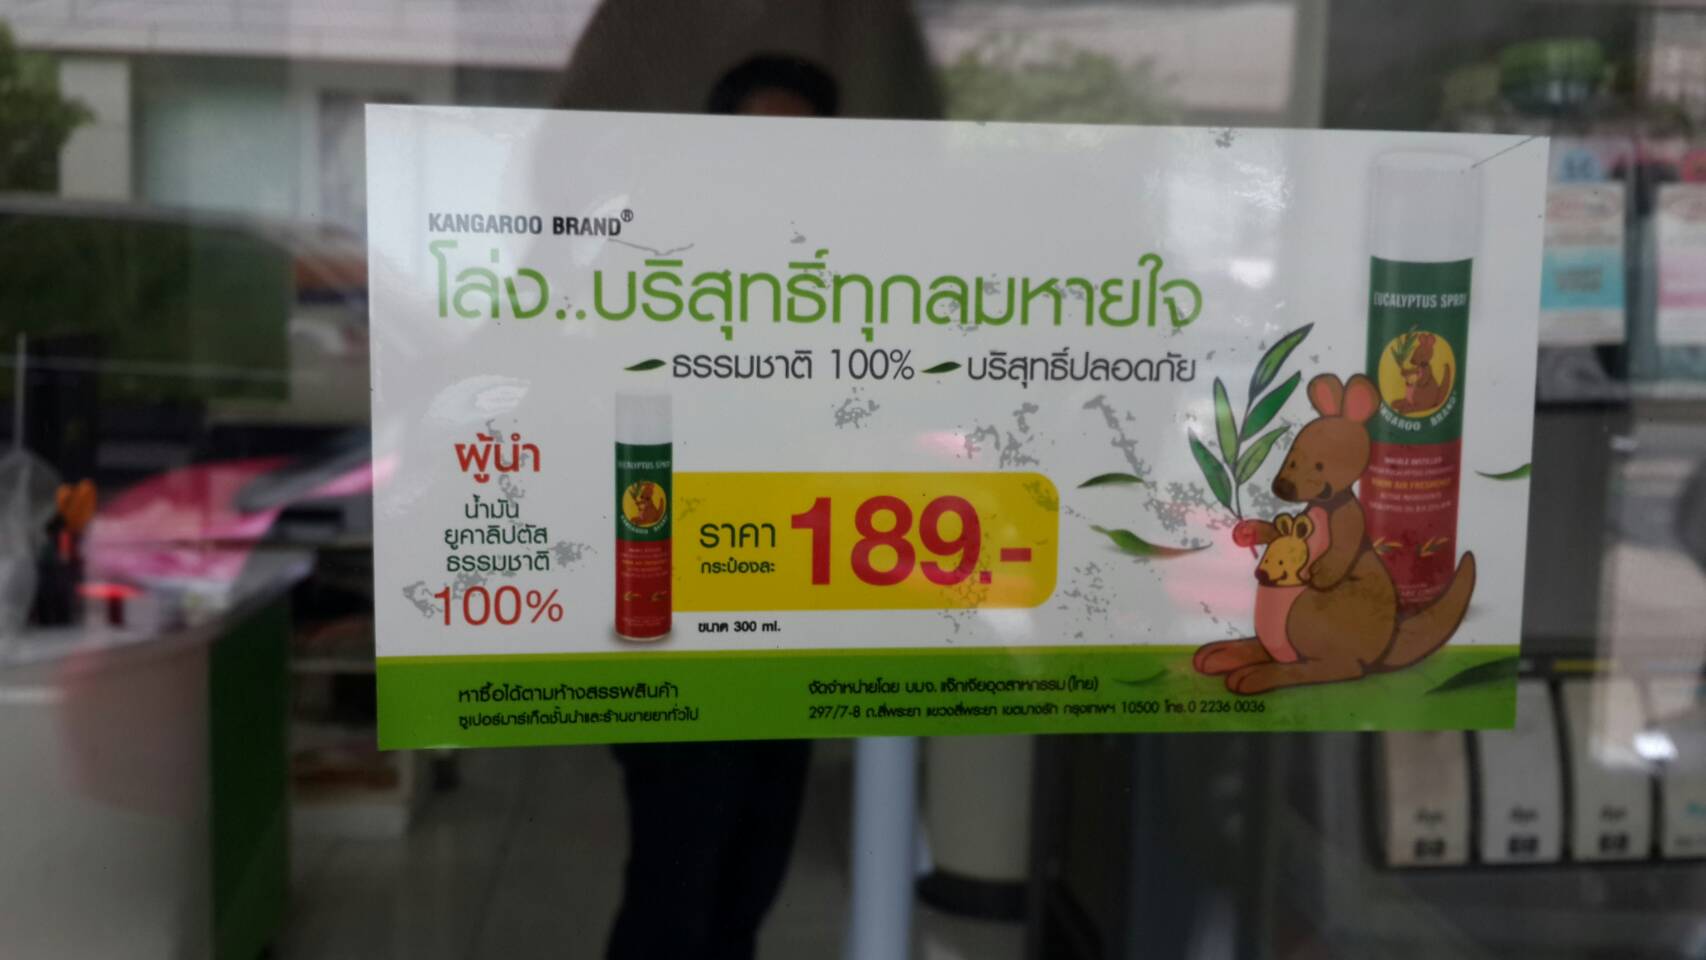 KANGAROO BRAND®
โล่ง..บริสุทธิ์ทุกลมหายใจ
ธรรมชาติ 100% บริสุทธิ์ปลอดภัย
ผู้นำ
น้ำมัน
ยูคาลิปตัส
ธรรมชาติ
100%
EUCALYPTUS SPRAY
KANGAROO BRAND
ราคา
กระป๋องละ
189.-
ขนาด 300 ml.
EUCALYPTUS SPRAY
KANGAROO BRAND
หาซื้อได้ตามห้างสรรพสินค้า
ซูเปอร์มาร์เก็ตชั้นนำและร้านขายยาทั่วไป
จัดจำหน่ายโดย บมจ. แจ๊กเจียอุตสาหกรรม (ไทย)
297/7-8 ถ.สี่พระยา แขวงสี่พระยา เขตบางรัก กรุงเทพฯ 10500 โทร. 0 2236 0036